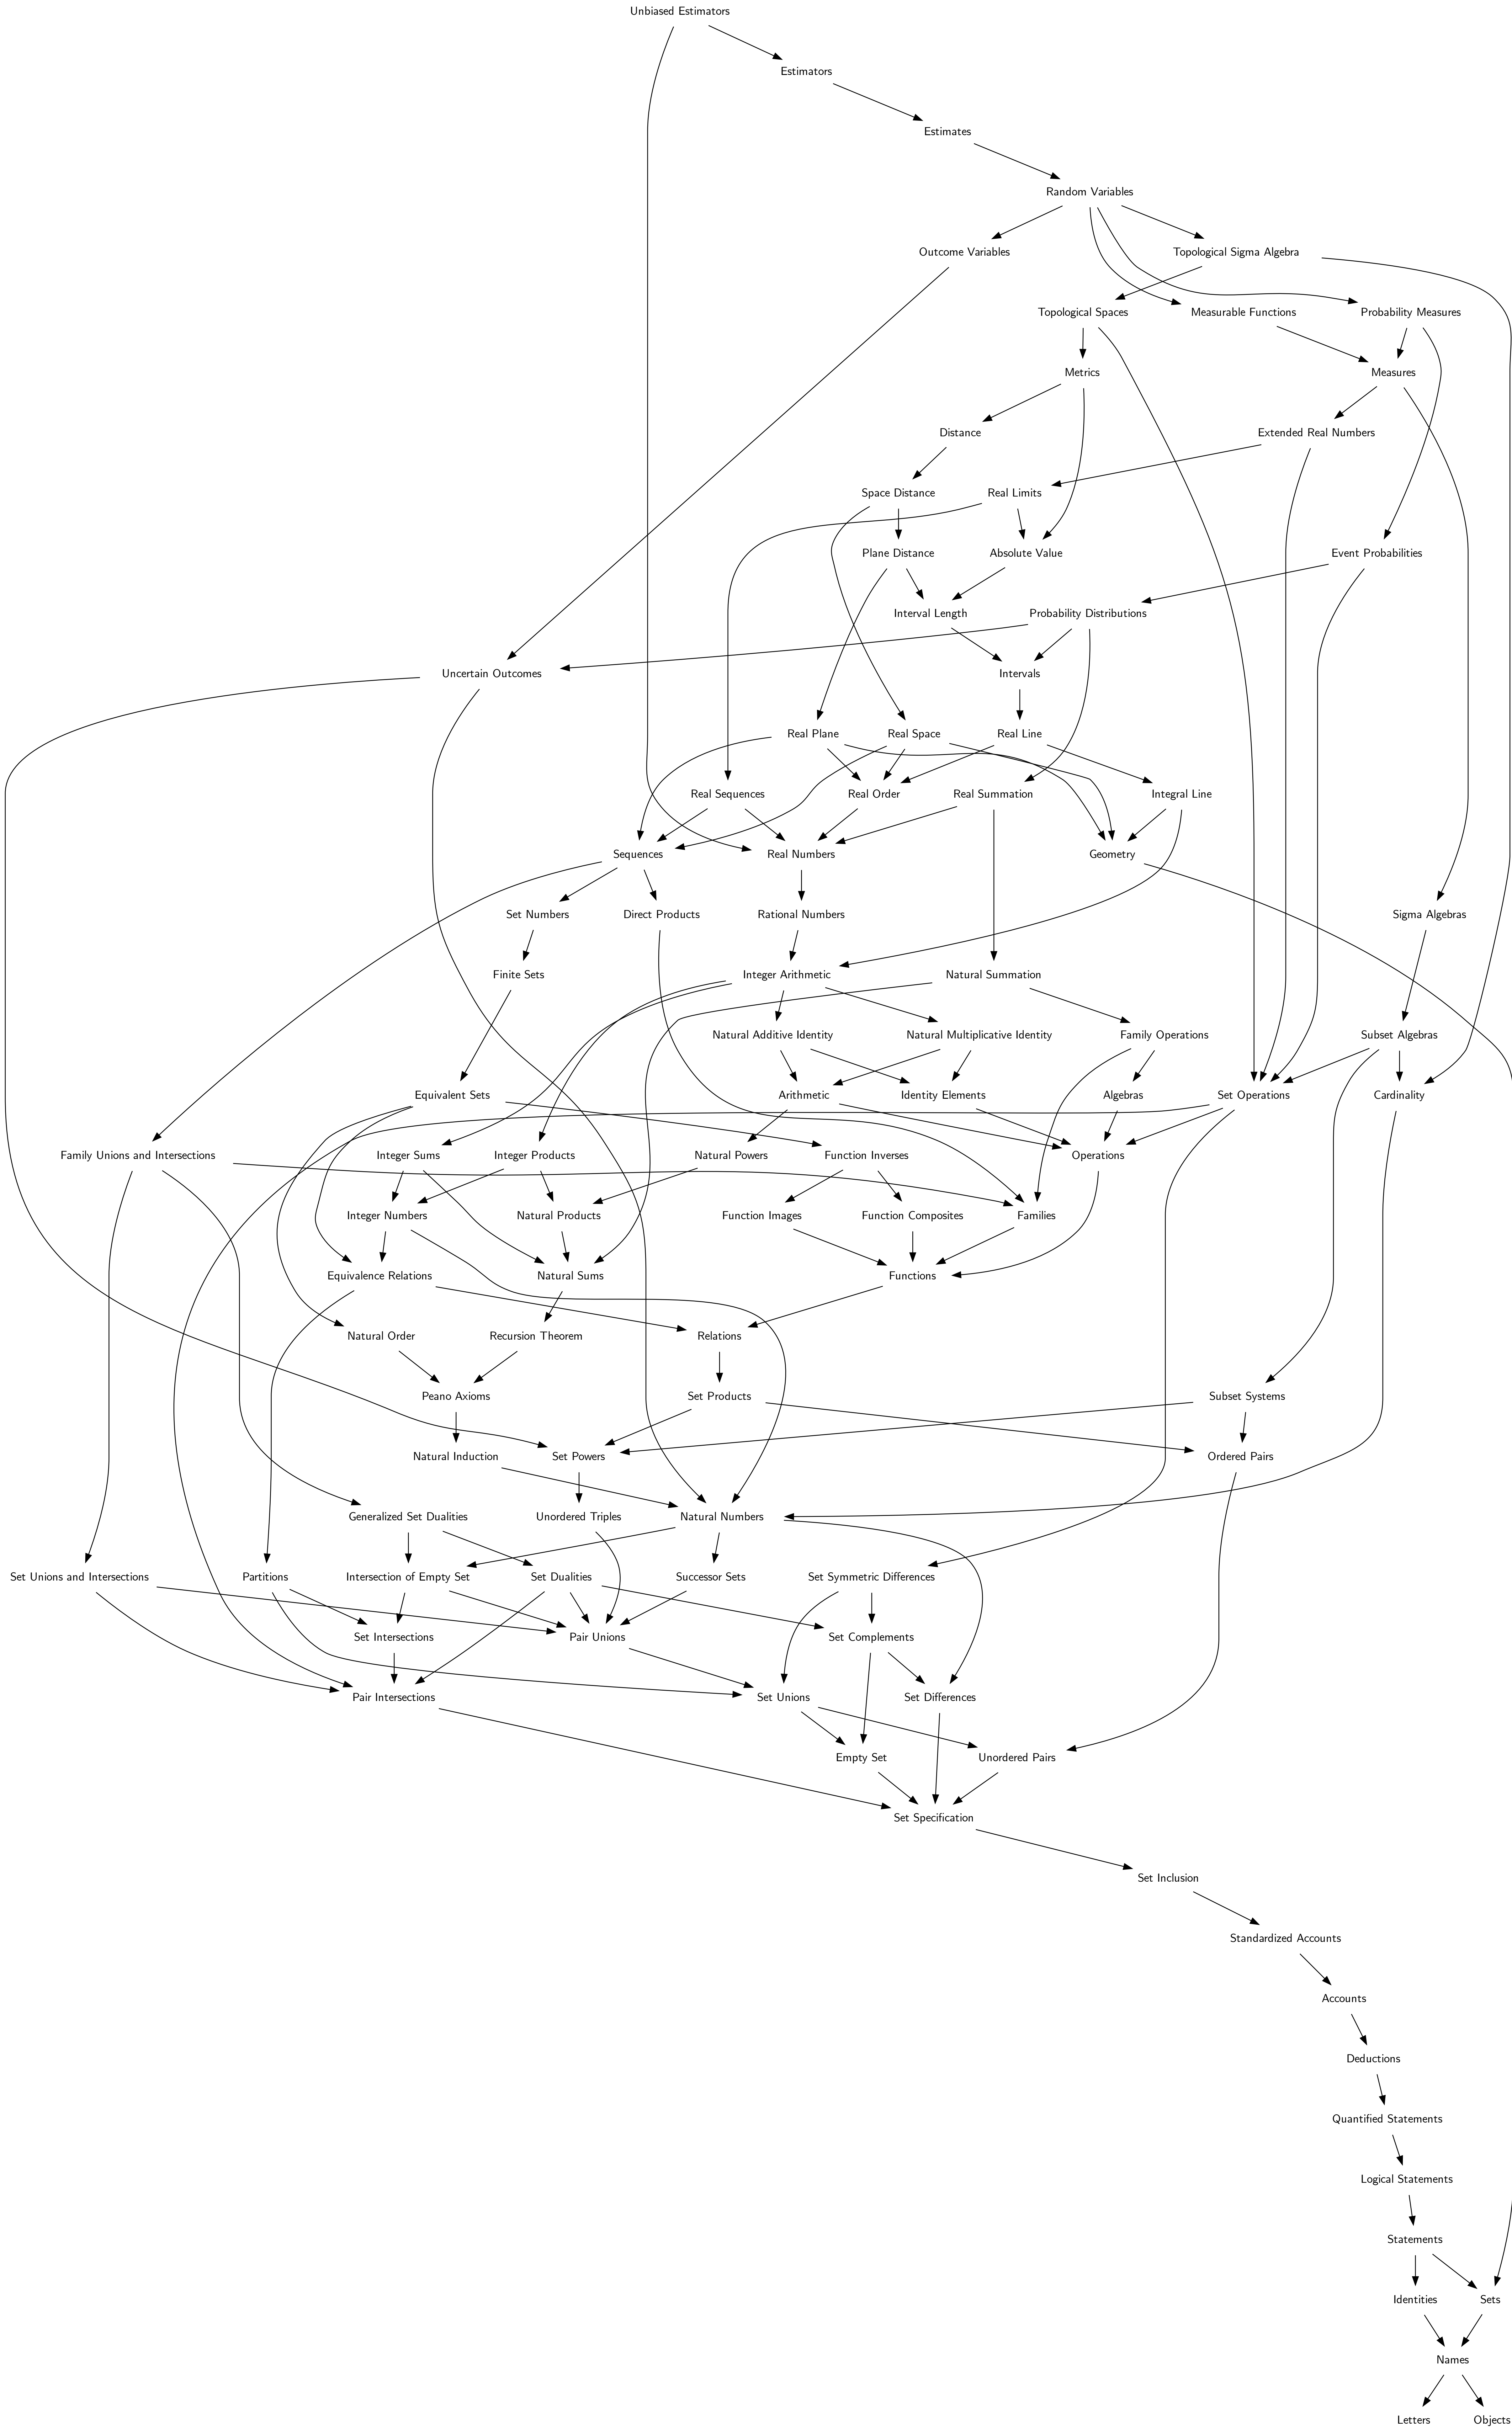 Unbiased Estimators
Estimators
Estimates
Random Variables
Outcome Variables
Topological Sigma Algebra
Topological Spaces
Measurable Functions
Probability Measures
Metrics
Measures
Distance
Extended Real Numbers
Space Distance
Real Limits
Plane Distance
Absolute Value
Event Probabilities
Interval Length
Probability Distributions
Uncertain Outcomes
Intervals
Real Plane
Real Space
Real Line
Real Sequences
Real Order
Real Summation
Integral Line
Sequences
Real Numbers
Geometry
Set Numbers
Direct Products
Rational Numbers
Sigma Algebras
Finite Sets
Integer Arithmetic
Natural Summation
Natural Additive Identity
Natural Multiplicative Identity
Family Operations
Subset Algebras
Equivalent Sets
Arithmetic
Identity Elements
Algebras
Set Operations
Cardinality
Family Unions and Intersections
Integer Sums
Integer Products
Natural Powers
Function Inverses
Operations
Integer Numbers
Natural Products
Function Images
Function Composites
Families
Equivalence Relations
Natural Sums
Functions
Natural Order
Recursion Theorem
Relations
Peano Axioms
Set Products
Subset Systems
Natural Induction
Set Powers
Ordered Pairs
Generalized Set Dualities
Unordered Triples
Natural Numbers
Set Unions and Intersections
Partitions
Intersection of Empty Set
Set Dualities
Successor Sets
Set Symmetric Differences
Set Intersections
Pair Unions
Set Complements
Pair Intersections
Set Unions
Set Differences
Empty Set
Unordered Pairs
Set Specification
Set Inclusion
Standardized Accounts
Accounts
Deductions
Quantified Statements
Logical Statements
Statements
Identities
Sets
Names
Letters
Objects